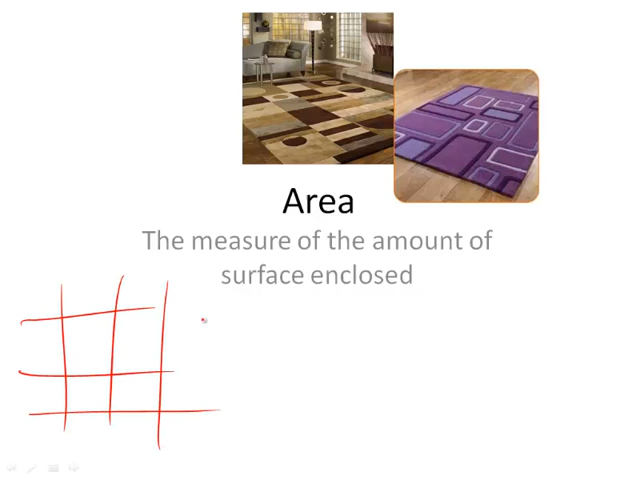 Area
The measure of the amount of
surface enclosed